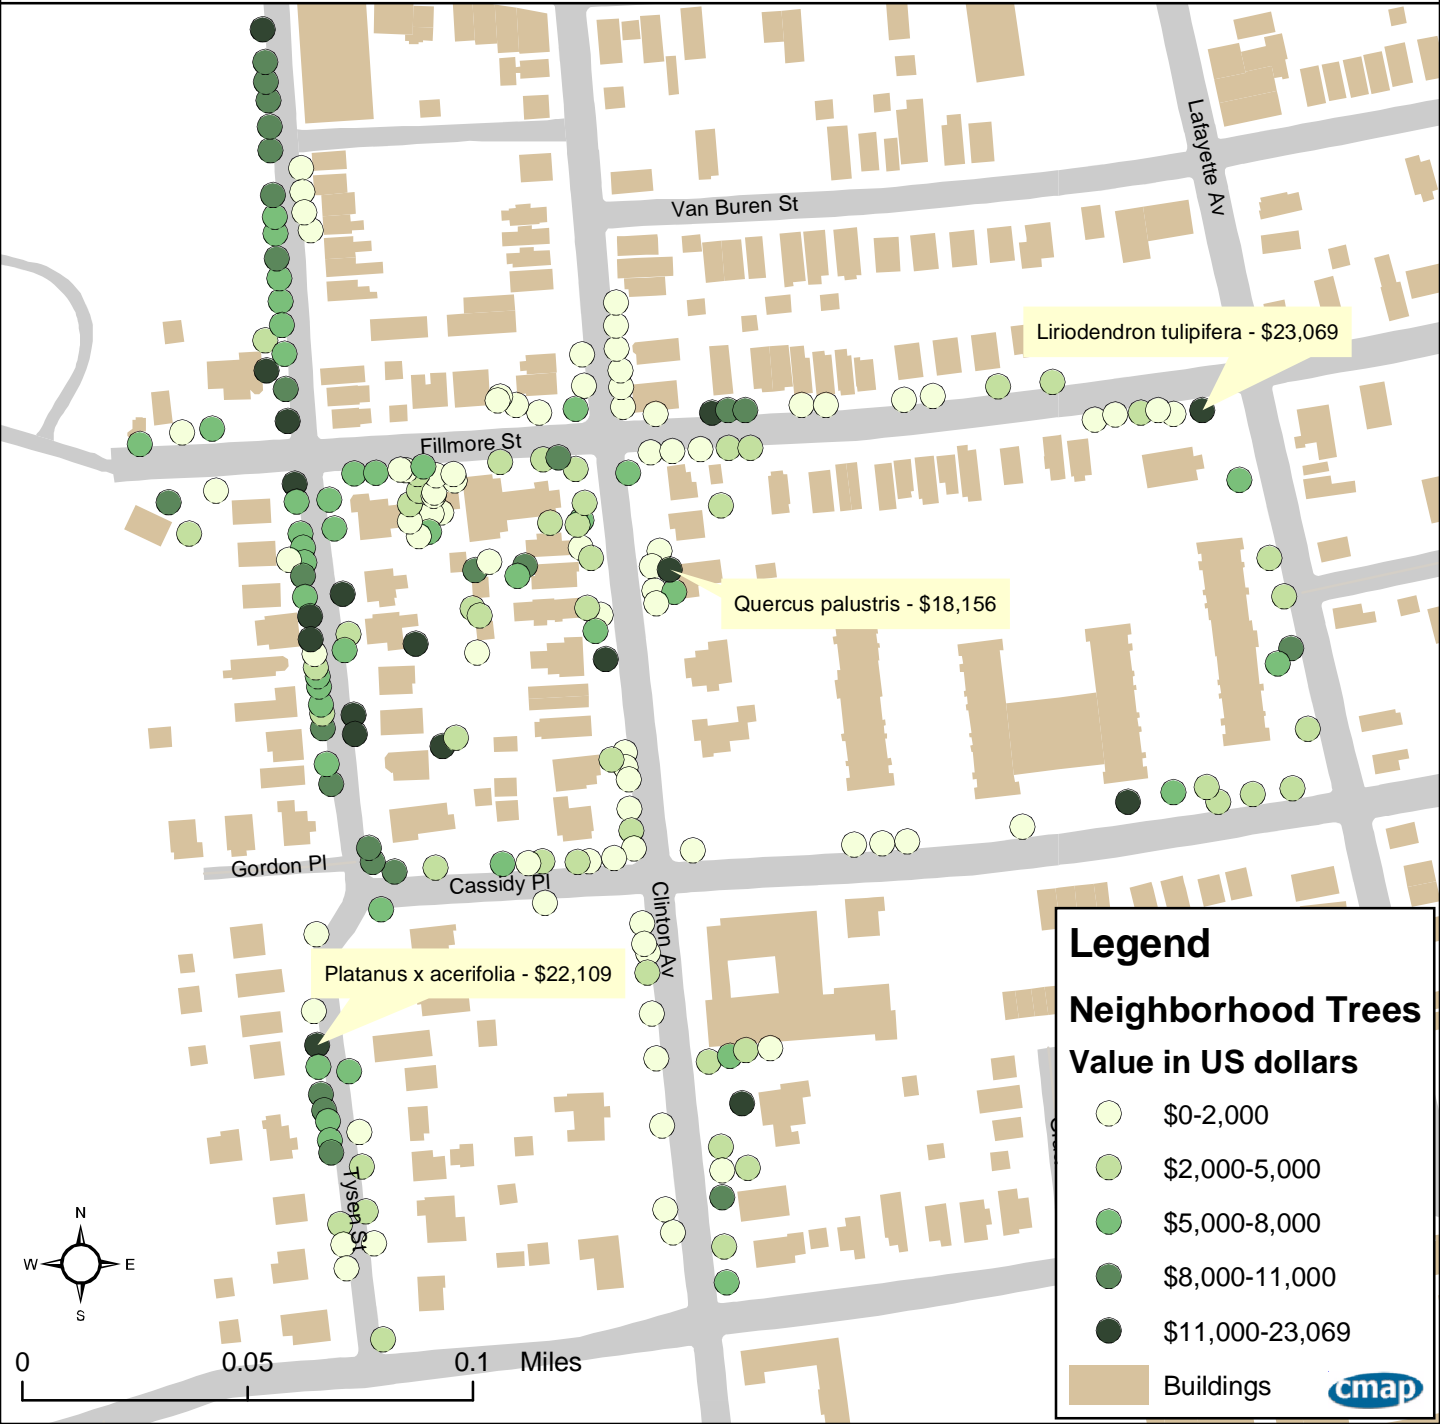 Lafayette Av
Van Buren St
Liriodendron tulipifera - $23,069
Fillmore St
Quercus palustris - $18,156
Gordon Pl
Cassidy Pl
Clinton Av
Platanus x acerifolia - $22,109
Tysen St
N
W E
S
0 0.05 0.1 Miles
Legend
Neighborhood Trees
Value in US dollars
$0-2,000
$2,000-5,000
$5,000-8,000
$8,000-11,000
$11,000-23,069
Buildings
cmap